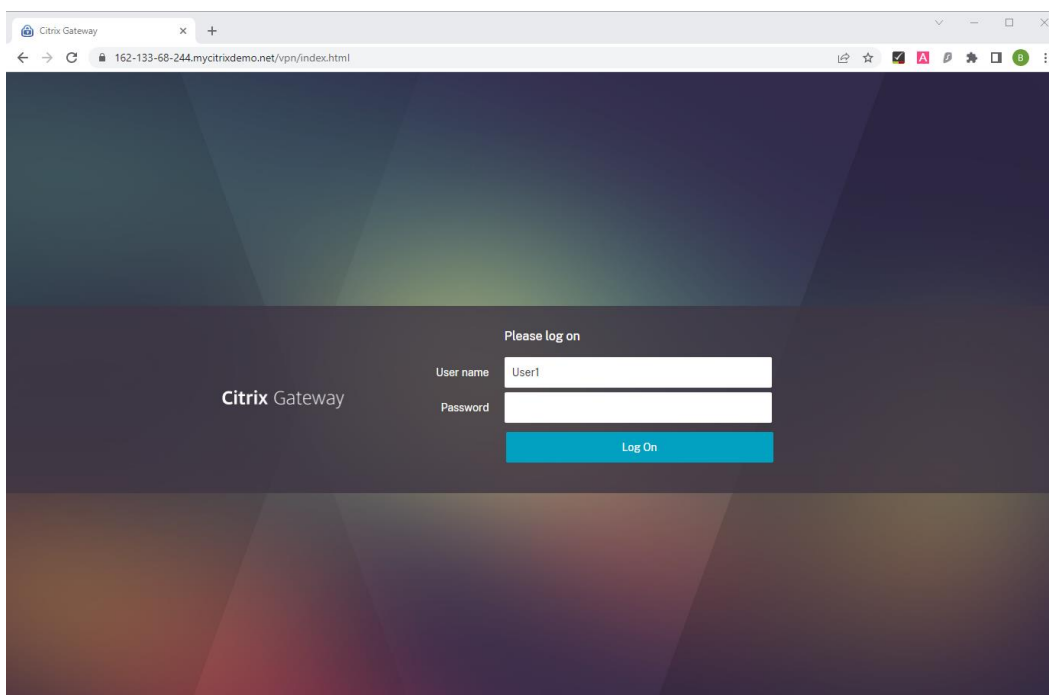 Citrix Gateway
162-133-68-244.mycitrixdemo.net/vpn/index.html
A
B
Please log on
User name
User1
Citrix Gateway
Password
Log On